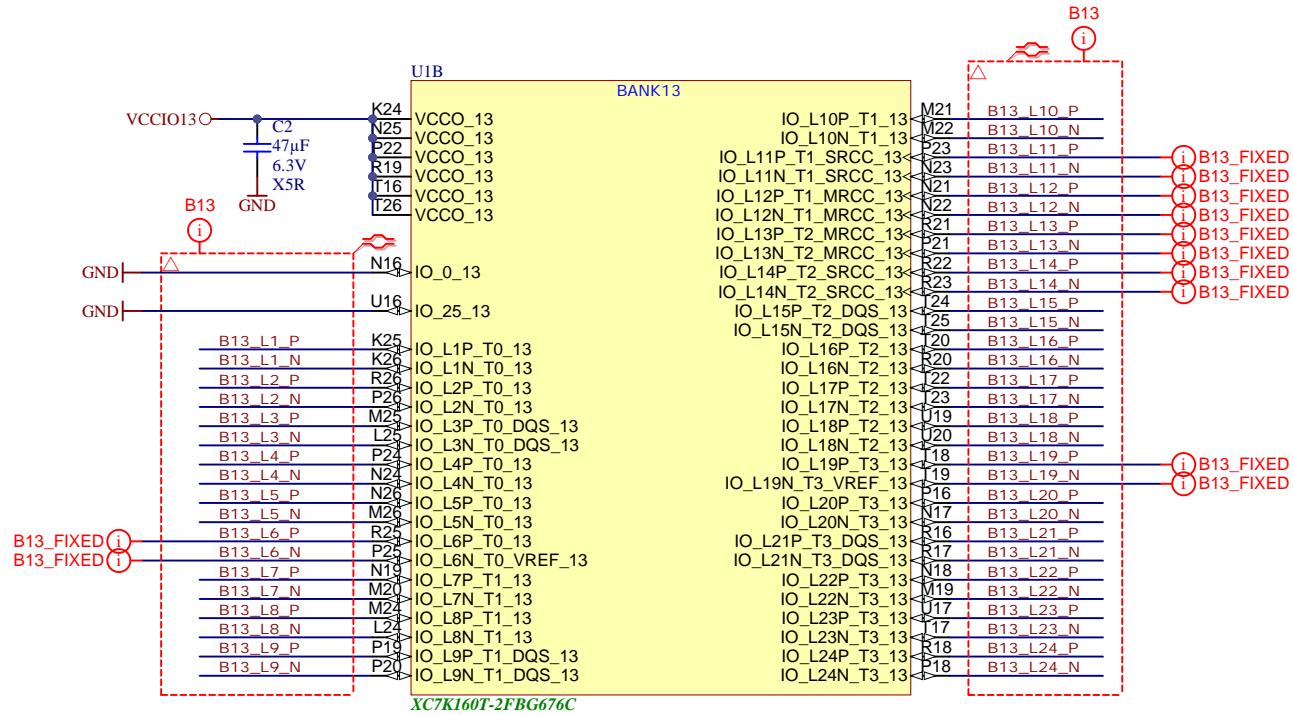 B13
U1B
BANK13
VCCIO13
C2
47µF
6.3V
X5R
GND
K24 VCCO_13
N25 VCCO_13
P22 VCCO_13
R19 VCCO_13
T16 VCCO_13
T26 VCCO_13
B13
GND N16 IO_0_13
GND U16 IO_25_13
B13_L1_P K25 IO_L1P_T0_13
B13_L1_N K26 IO_L1N_T0_13
B13_L2_P R26 IO_L2P_T0_13
B13_L2_N P26 IO_L2N_T0_13
B13_L3_P M25 IO_L3P_T0_DQS_13
B13_L3_N L25 IO_L3N_T0_DQS_13
B13_L4_P P24 IO_L4P_T0_13
B13_L4_N N24 IO_L4N_T0_13
B13_L5_P N26 IO_L5P_T0_13
B13_L5_N M26 IO_L5N_T0_13
B13_FIXED i B13_L6_P R25 IO_L6P_T0_13
B13_FIXED i B13_L6_N P25 IO_L6N_T0_VREF_13
B13_L7_P N19 IO_L7P_T1_13
B13_L7_N M20 IO_L7N_T1_13
B13_L8_P M24 IO_L8P_T1_13
B13_L8_N L24 IO_L8N_T1_13
B13_L9_P P19 IO_L9P_T1_DQS_13
B13_L9_N P20 IO_L9N_T1_DQS_13
IO_L10P_T1_13 M21 B13_L10_P
IO_L10N_T1_13 M22 B13_L10_N
IO_L11P_T1_SRCC_13 P23 B13_L11_P i B13_FIXED
IO_L11N_T1_SRCC_13 N23 B13_L11_N i B13_FIXED
IO_L12P_T1_MRCC_13 N21 B13_L12_P i B13_FIXED
IO_L12N_T1_MRCC_13 N22 B13_L12_N i B13_FIXED
IO_L13P_T2_MRCC_13 R21 B13_L13_P i B13_FIXED
IO_L13N_T2_MRCC_13 P21 B13_L13_N i B13_FIXED
IO_L14P_T2_SRCC_13 R22 B13_L14_P i B13_FIXED
IO_L14N_T2_SRCC_13 R23 B13_L14_N i B13_FIXED
IO_L15P_T2_DQS_13 T24 B13_L15_P
IO_L15N_T2_DQS_13 T25 B13_L15_N
IO_L16P_T2_13 T20 B13_L16_P
IO_L16N_T2_13 R20 B13_L16_N
IO_L17P_T2_13 T22 B13_L17_P
IO_L17N_T2_13 T23 B13_L17_N
IO_L18P_T2_13 U19 B13_L18_P
IO_L18N_T2_13 U20 B13_L18_N
IO_L19P_T3_13 T18 B13_L19_P i B13_FIXED
IO_L19N_T3_VREF_13 T19 B13_L19_N i B13_FIXED
IO_L20P_T3_13 P16 B13_L20_P
IO_L20N_T3_13 N17 B13_L20_N
IO_L21P_T3_DQS_13 R16 B13_L21_P
IO_L21N_T3_DQS_13 R17 B13_L21_N
IO_L22P_T3_13 N18 B13_L22_P
IO_L22N_T3_13 M19 B13_L22_N
IO_L23P_T3_13 U17 B13_L23_P
IO_L23N_T3_13 T17 B13_L23_N
IO_L24P_T3_13 R18 B13_L24_P
IO_L24N_T3_13 P18 B13_L24_N
XC7K160T-2FBG676C